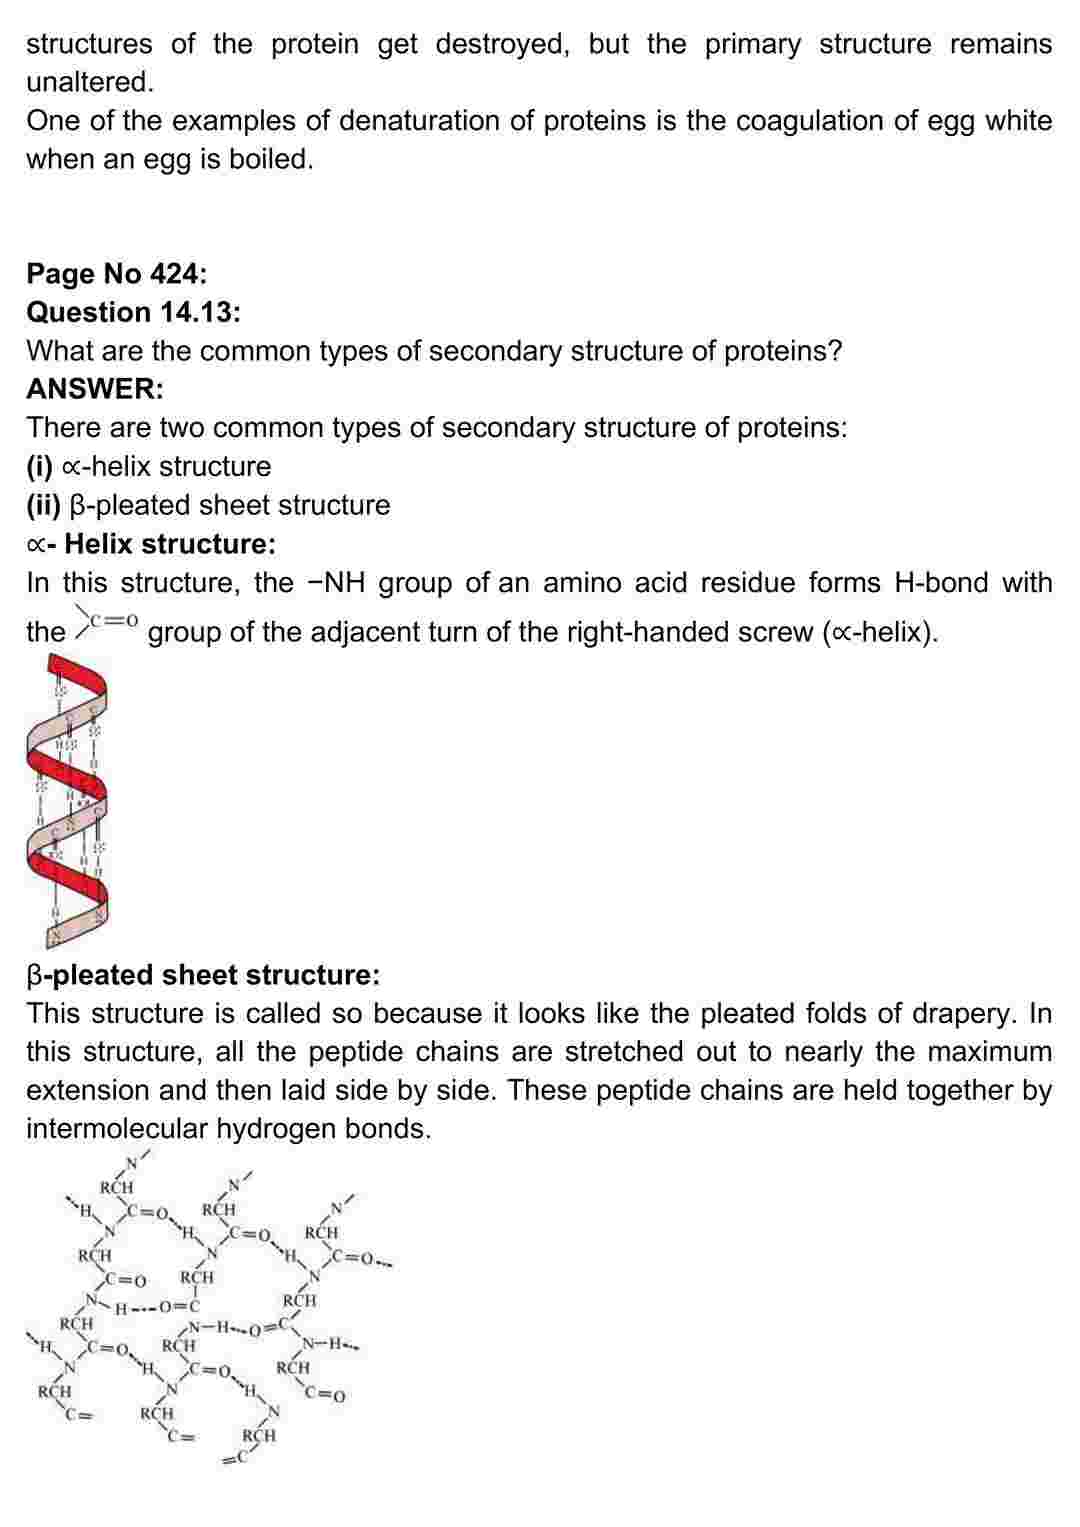 structures of the protein get destroyed, but the primary structure remains
unaltered.
One of the examples of denaturation of proteins is the coagulation of egg white
when an egg is boiled.
Page No 424:
Question 14.13:
What are the common types of secondary structure of proteins?
ANSWER:
There are two common types of secondary structure of proteins:
(i) ∝-helix structure
(ii) β-pleated sheet structure
∝- Helix structure:
In this structure, the −NH group of an amino acid residue forms H-bond with
the >C=O group of the adjacent turn of the right-handed screw (∝-helix).
β-pleated sheet structure:
This structure is called so because it looks like the pleated folds of drapery. In
this structure, all the peptide chains are stretched out to nearly the maximum
extension and then laid side by side. These peptide chains are held together by
intermolecular hydrogen bonds.
N
RCH N
H C=O RCH N
N H C=O RCH
RCH N H C=O
C=O RCH N
N H O=C RCH
RCH N-H O=C
H C=O RCH N-H
N H C=O RCH
RCH N H C=O
C= RCH N
C= RCH
=C